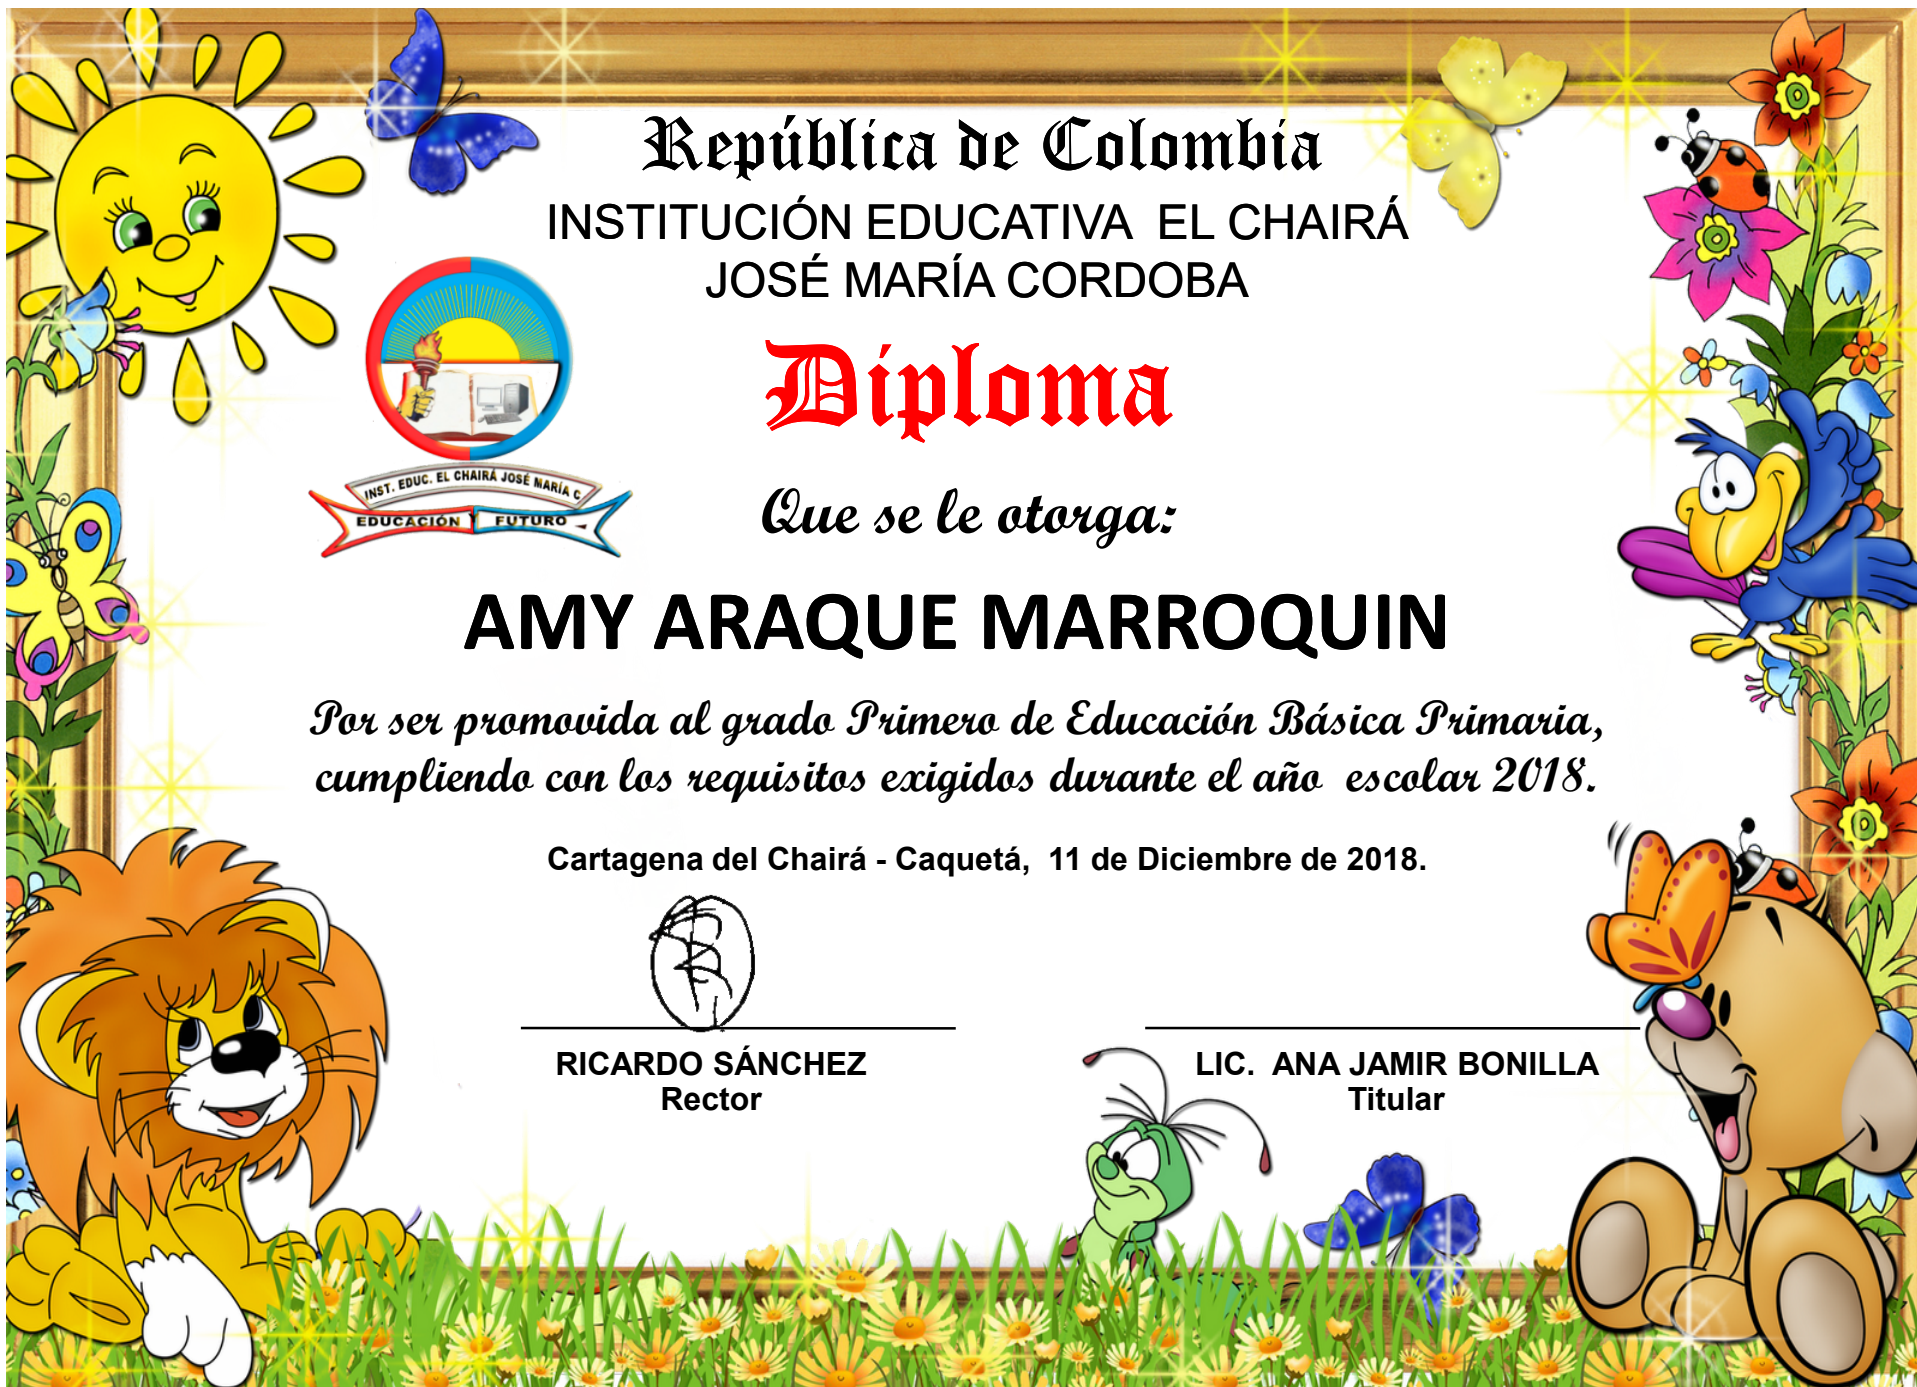 República de Colombia
INSTITUCIÓN EDUCATIVA EL CHAIRÁ
JOSÉ MARÍA CORDOBA
Diploma
INST. EDUC. EL CHAIRÁ JOSÉ MARÍA C
EDUCACIÓN Y FUTURO
Que se le otorga:
AMY ARAQUE MARROQUIN
Por ser promovida al grado Primero de Educación Básica Primaria,
cumpliendo con los requisitos exigidos durante el año escolar 2018.
Cartagena del Chairá - Caquetá, 11 de Diciembre de 2018.
RICARDO SÁNCHEZ
Rector
LIC. ANA JAMIR BONILLA
Titular